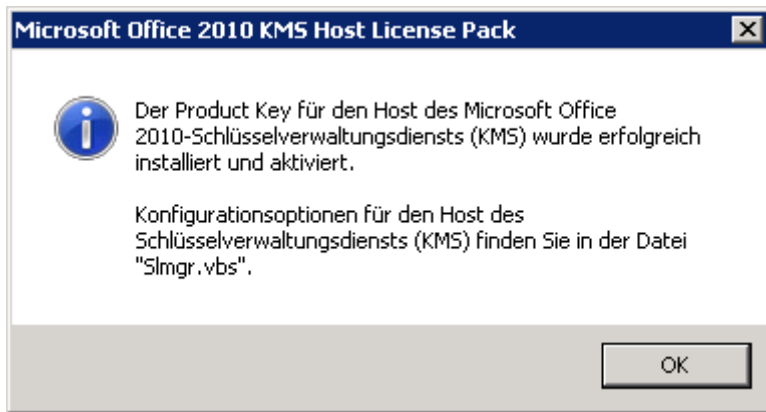 Microsoft Office 2010 KMS Host License Pack
Der Product Key für den Host des Microsoft Office
2010-Schlüsselverwaltungsdiensts (KMS) wurde erfolgreich
installiert und aktiviert.
Konfigurationsoptionen für den Host des
Schlüsselverwaltungsdiensts (KMS) finden Sie in der Datei
"Slmgr.vbs".
OK